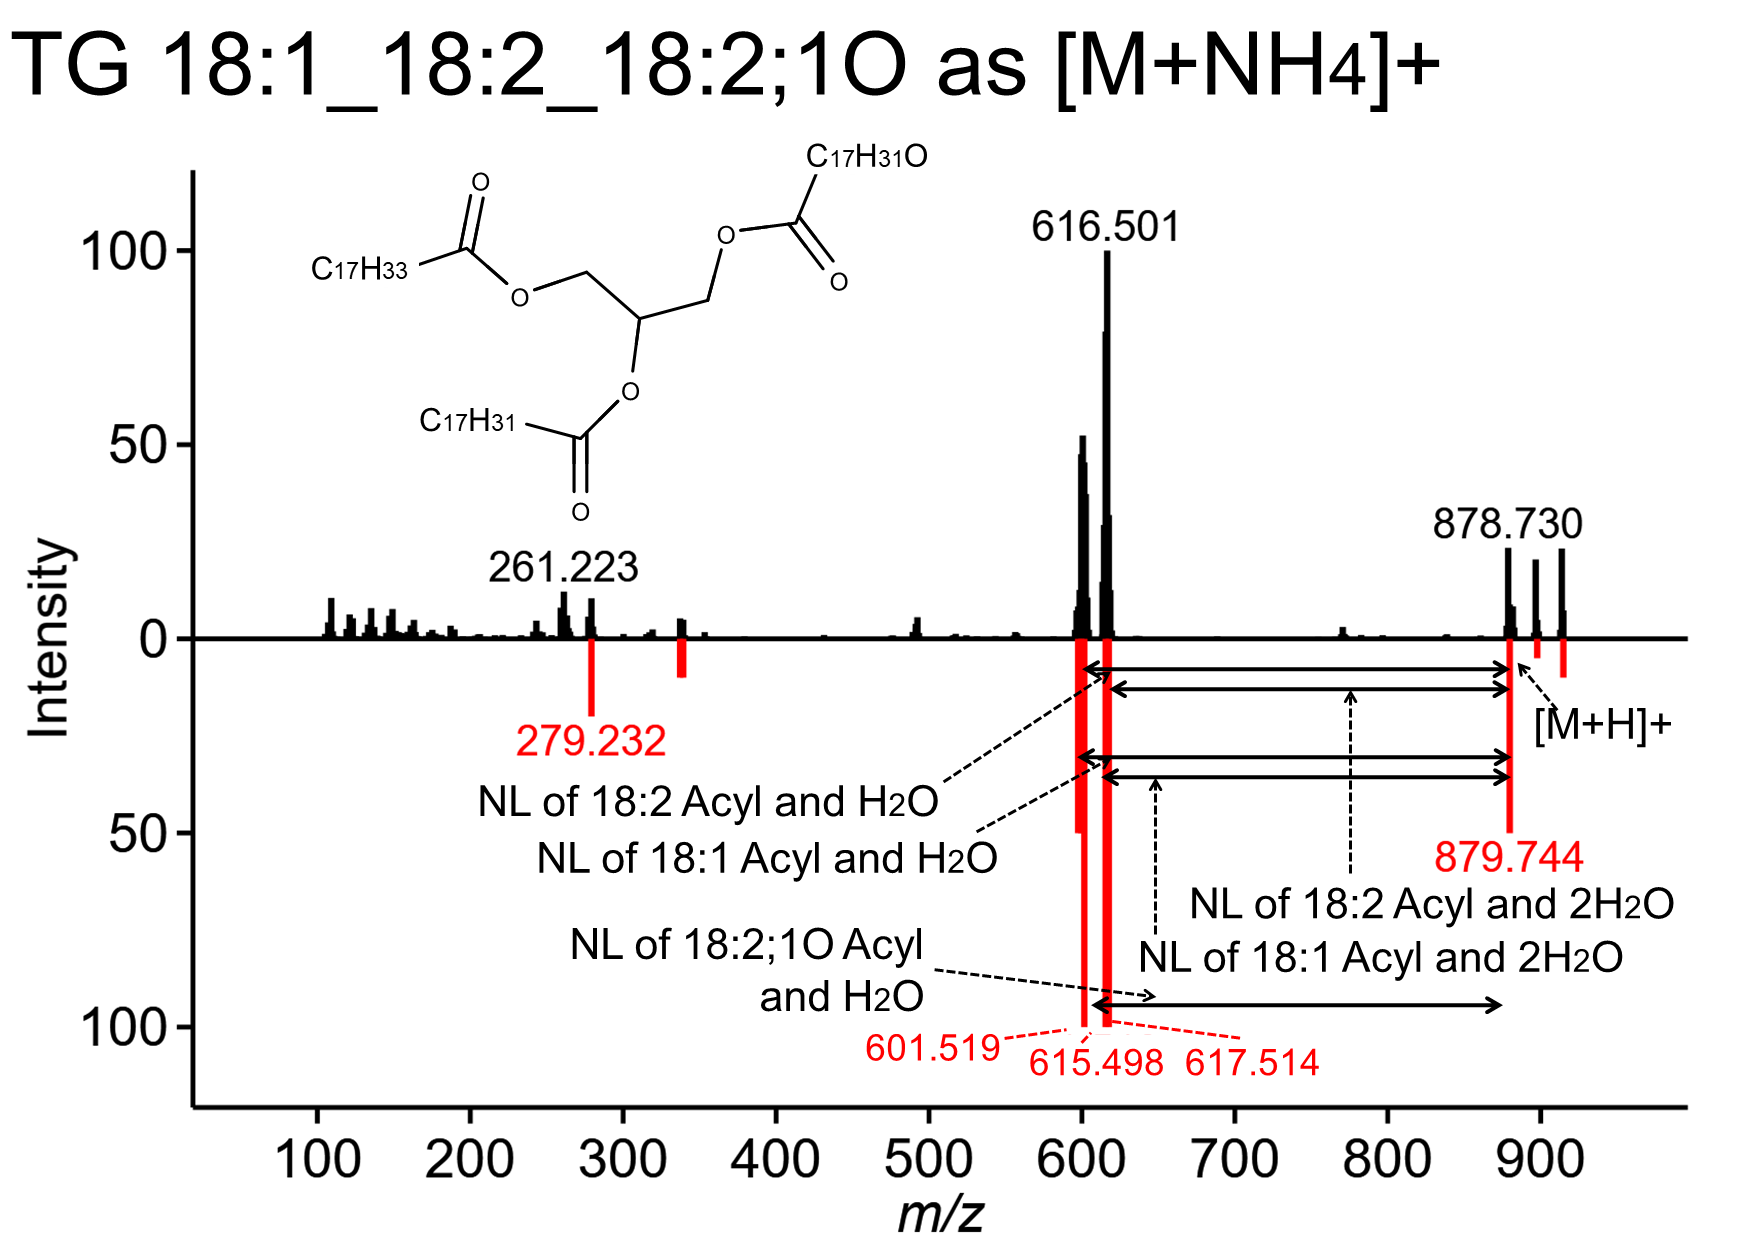 TG 18:1_18:2_18:2;1O as [M+NH4]+
C17H31O
O
O
616.501
100
C17H33
O
O
O
C17H31
50
O
878.730
261.223
Intensity
0
279.232
[M+H]+
NL of 18:2 Acyl and H2O
50
NL of 18:1 Acyl and H2O
879.744
NL of 18:2 Acyl and 2H2O
NL of 18:2;1O Acyl
and H2O
NL of 18:1 Acyl and 2H2O
100
601.519
615.498
617.514
100 200 300 400 500 600 700 800 900
m/z